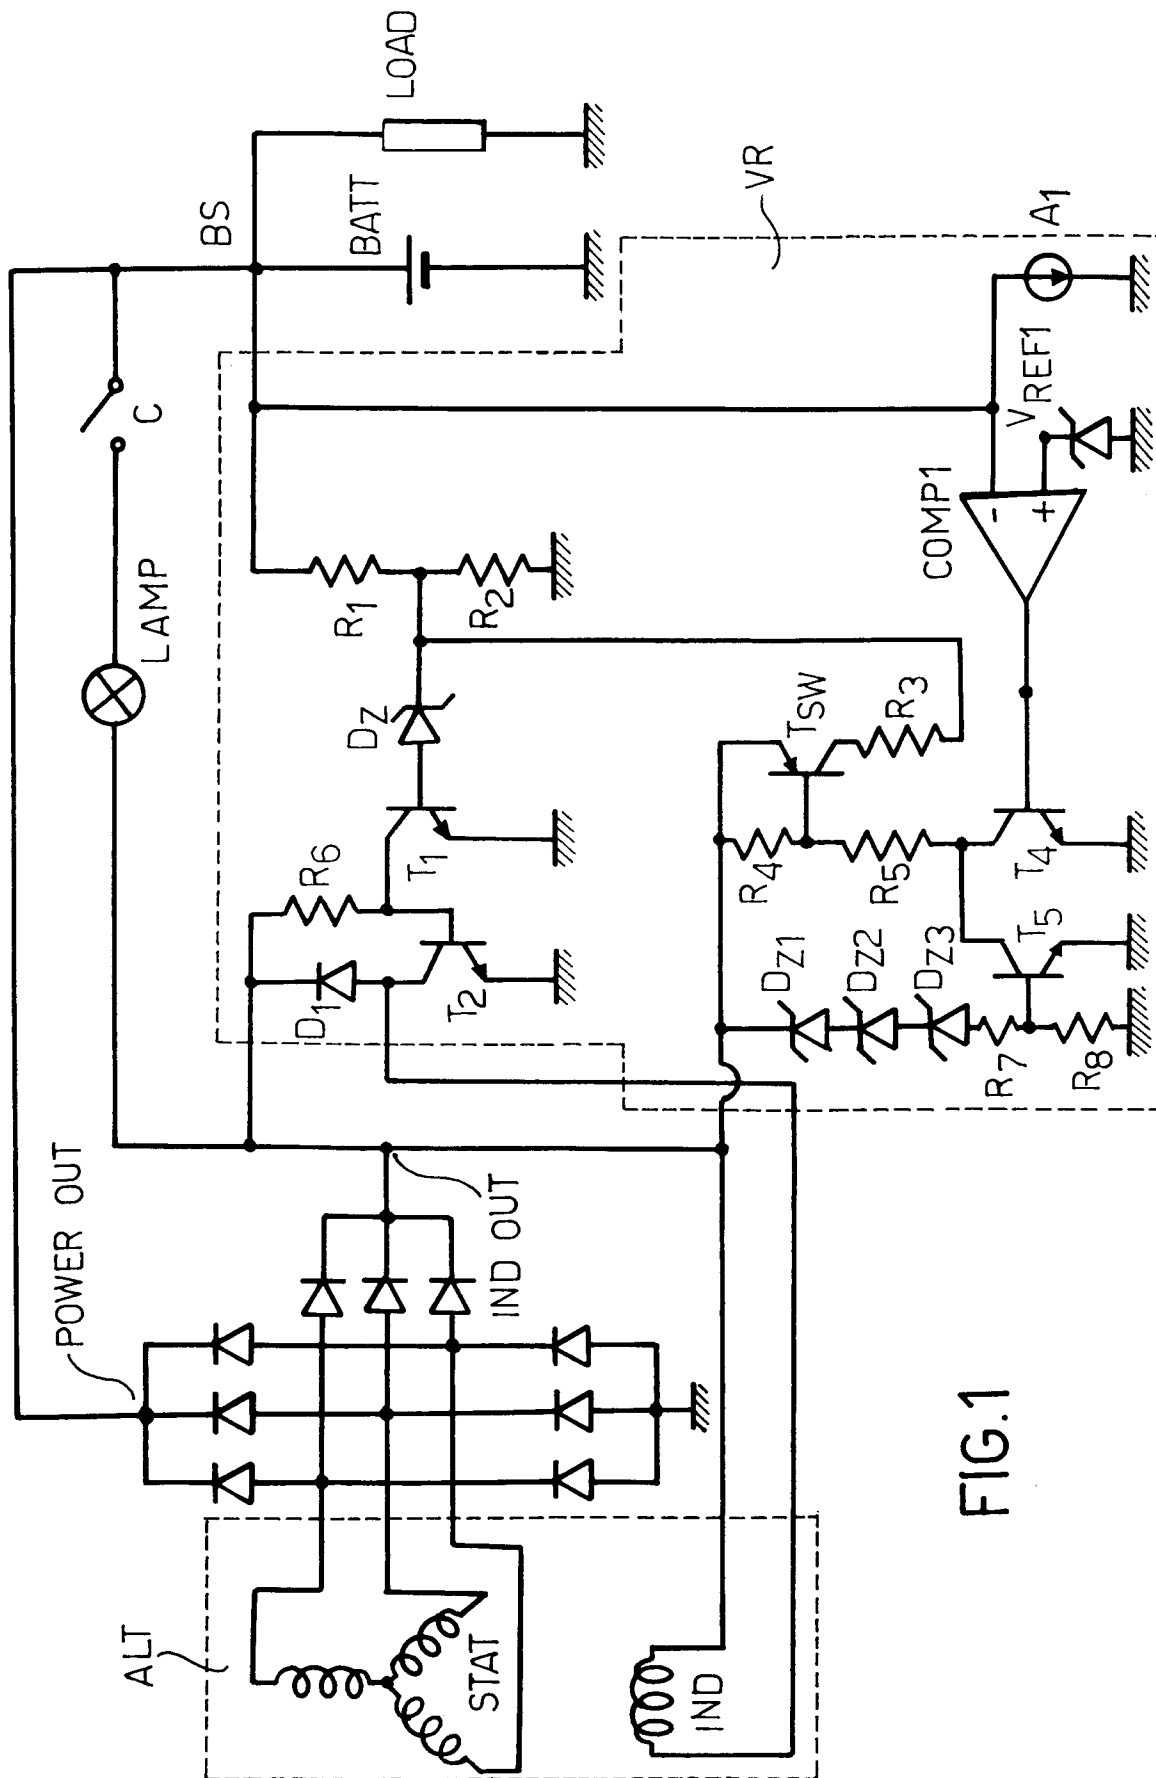 LOAD
BS
BATT
VR
A1
C
VREF1
COMP1
-
+
LAMP
R1
R2
DZ
TSW
R3
R6
T1
R4
R5
T4
D1
T2
DZ1
DZ2
DZ3
T5
R7
R8
POWER OUT
IND OUT
ALT
STAT
IND
FIG.1